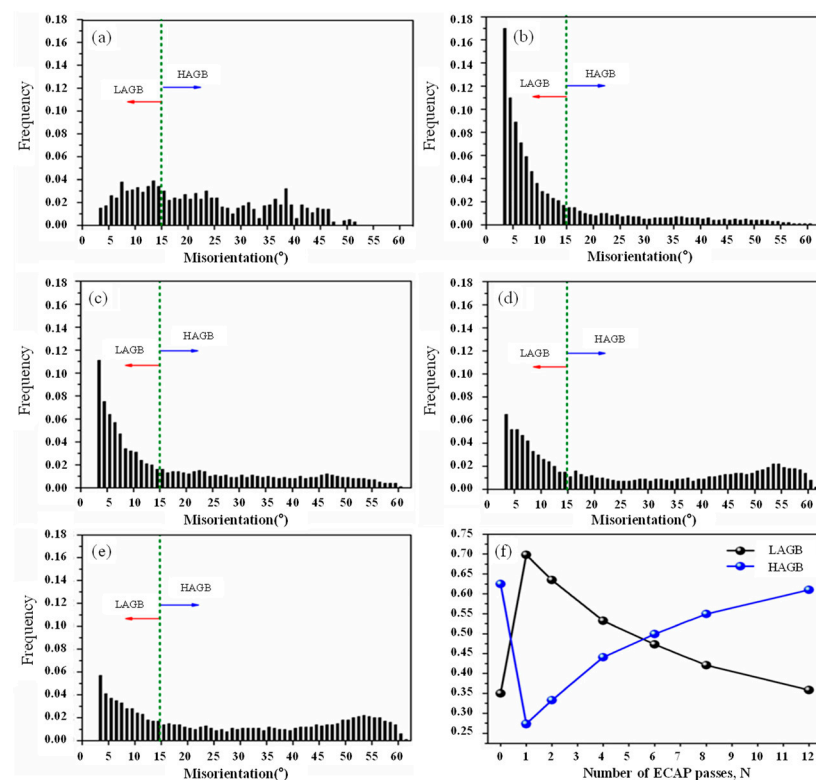 (a)
Frequency
0.18
0.16
0.14
0.12
0.10
0.08
0.06
0.04
0.02
0.00
LAGB
HAGB
0 5 10 15 20 25 30 35 40 45 50 55 60
Misorientation(°)
(b)
Frequency
0.18
0.16
0.14
0.12
0.10
0.08
0.06
0.04
0.02
0.00
LAGB
HAGB
0 5 10 15 20 25 30 35 40 45 50 55 60
Misorientation(°)
(c)
Frequency
0.18
0.16
0.14
0.12
0.10
0.08
0.06
0.04
0.02
0.00
LAGB
HAGB
0 5 10 15 20 25 30 35 40 45 50 55 60
Misorientation(°)
(d)
Frequency
0.18
0.16
0.14
0.12
0.10
0.08
0.06
0.04
0.02
0.00
LAGB
HAGB
0 5 10 15 20 25 30 35 40 45 50 55 60
Misorientation(°)
(e)
Frequency
0.18
0.16
0.14
0.12
0.10
0.08
0.06
0.04
0.02
0.00
LAGB
HAGB
0 5 10 15 20 25 30 35 40 45 50 55 60
Misorientation(°)
(f)
LAGB
HAGB
0.70
0.65
0.60
0.55
0.50
0.45
0.40
0.35
0.30
0.25
0 1 2 3 4 5 6 7 8 9 10 11 12
Number of ECAP passes, N